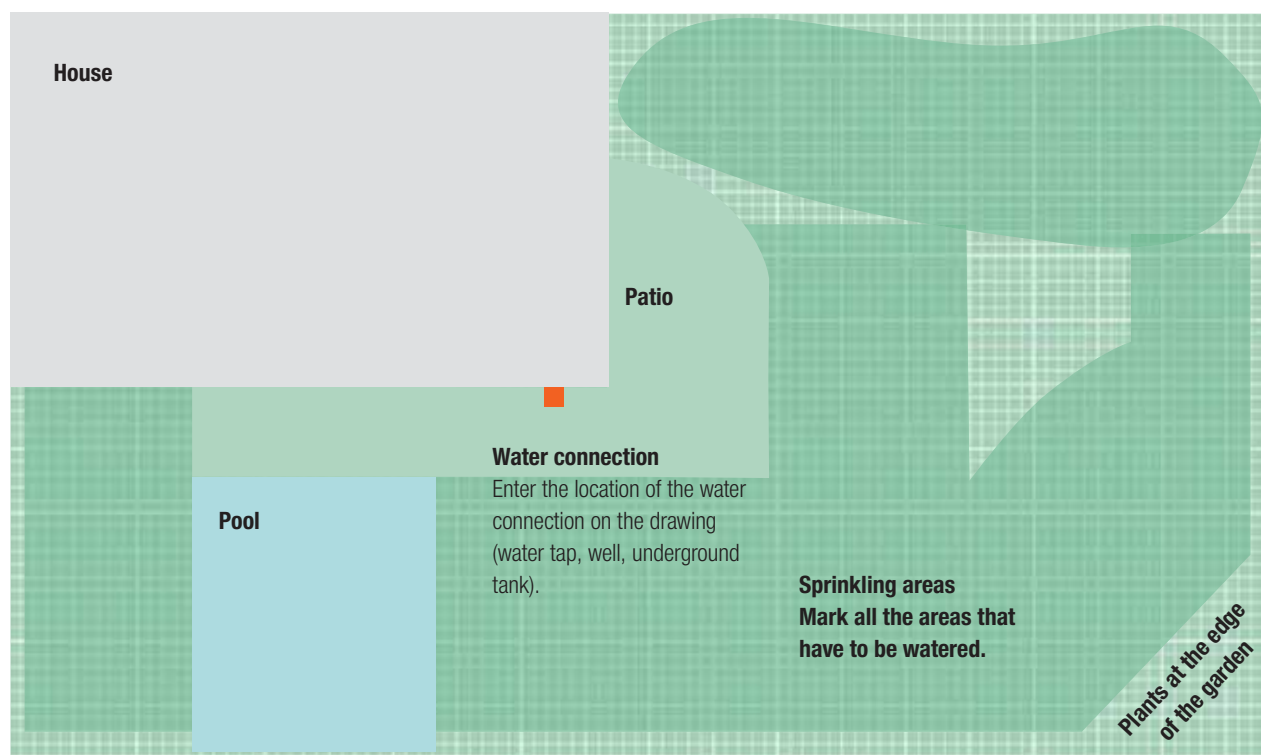 House
Patio
Water connection
Enter the location of the water
connection on the drawing
(water tap, well, underground
tank).
Pool
Sprinkling areas
Mark all the areas that
have to be watered.
Plants at the edge
of the garden